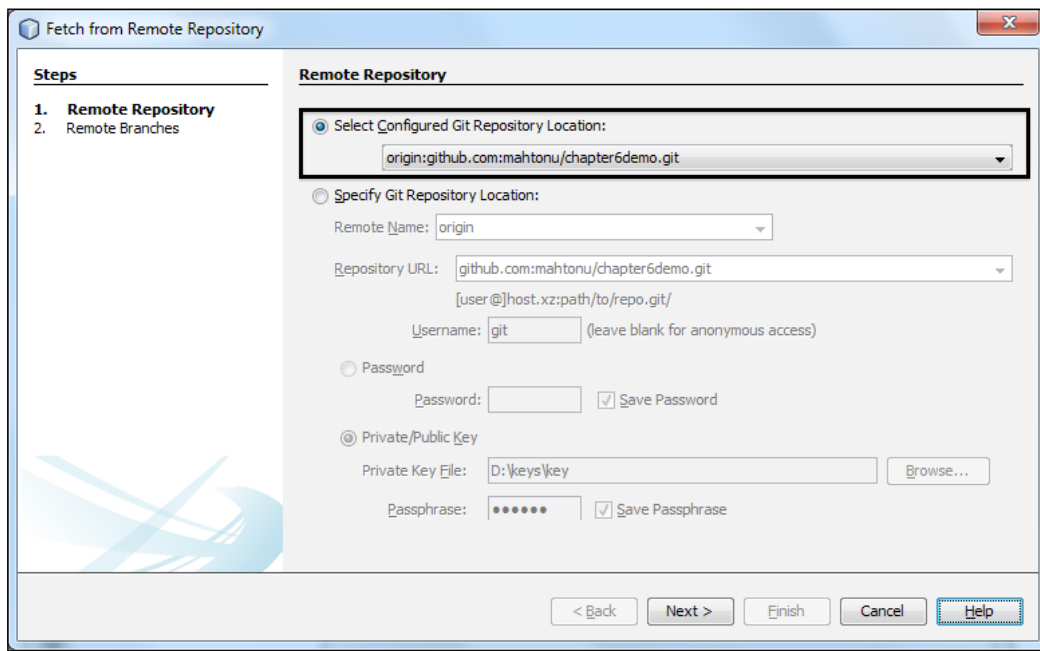 Fetch from Remote Repository
Steps
1. Remote Repository
2. Remote Branches
Remote Repository
Select Configured Git Repository Location:
origin:github.com:mahtonu/chapter6demo.git
Specify Git Repository Location:
Remote Name: origin
Repository URL: github.com:mahtonu/chapter6demo.git
[user@]host.xz:path/to/repo.git/
Username: git (leave blank for anonymous access)
Password
Password: Save Password
Private/Public Key
Private Key File: D:\keys\key Browse...
Passphrase: •••••• Save Passphrase
< Back Next > Finish Cancel Help